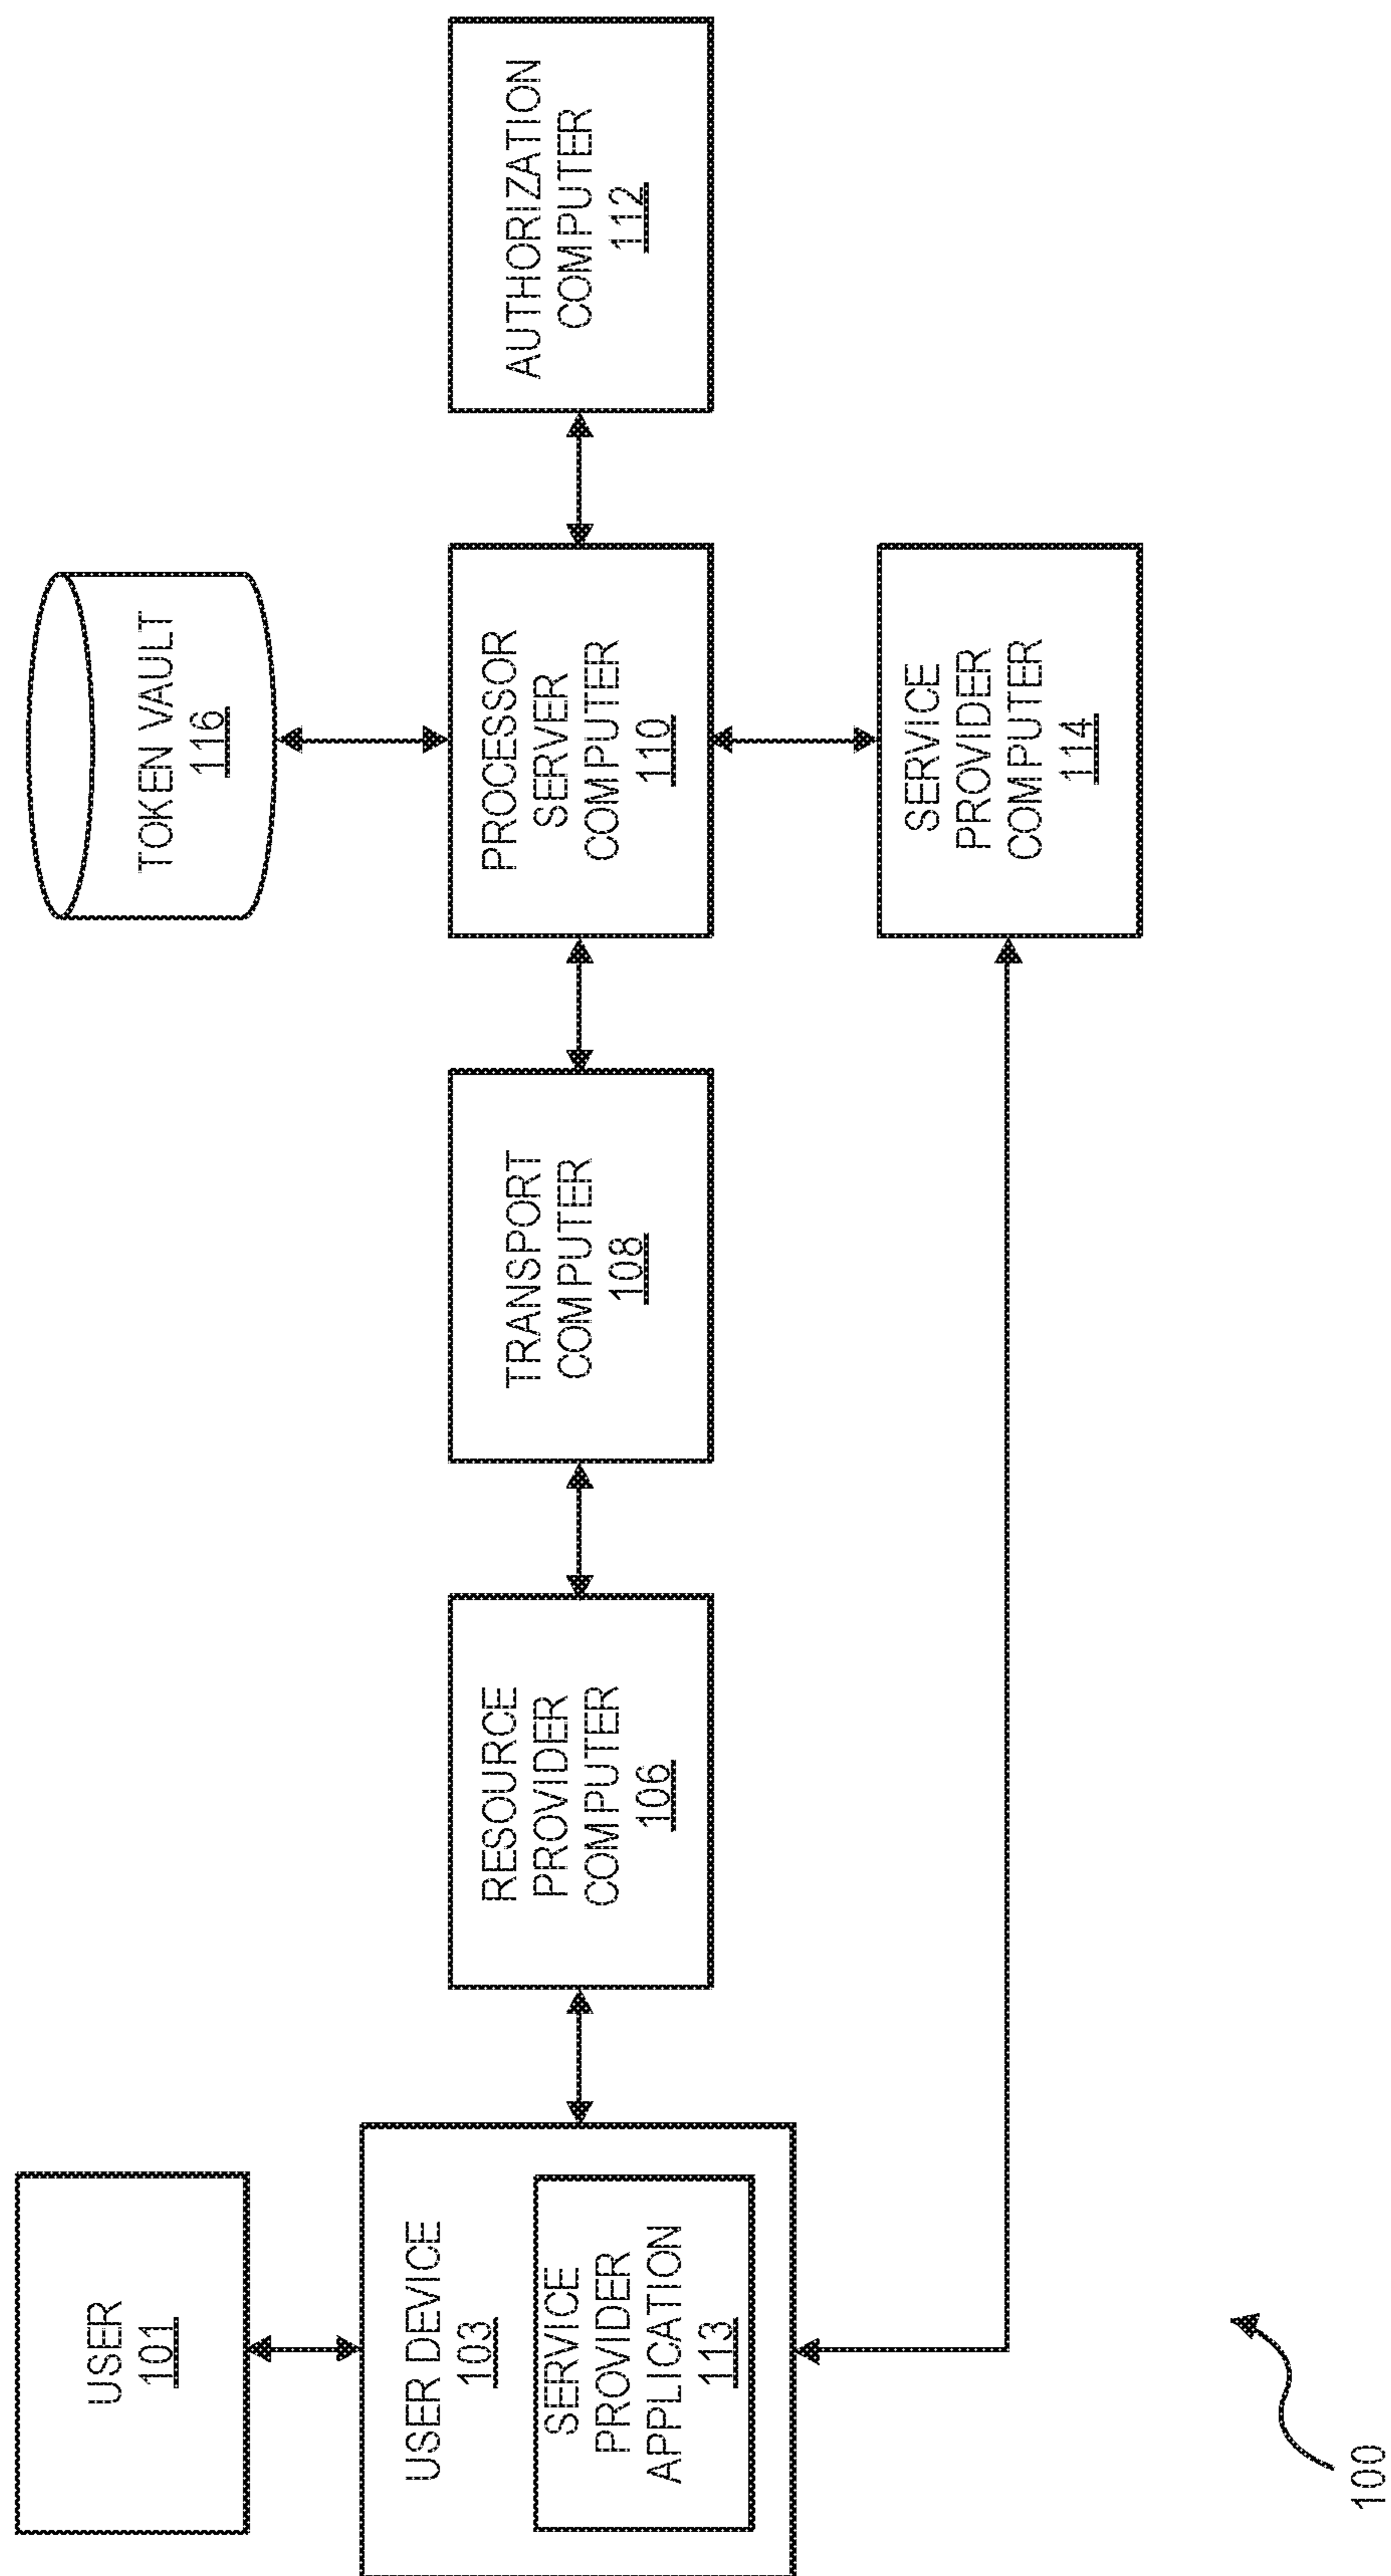 USER
101
USER DEVICE
103
SERVICE
PROVIDER
APPLICATION
113
RESOURCE
PROVIDER
COMPUTER
106
TRANSPORT
COMPUTER
108
TOKEN VAULT
116
PROCESSOR
SERVER
COMPUTER
110
SERVICE
PROVIDER
COMPUTER
114
AUTHORIZATION
COMPUTER
112
100